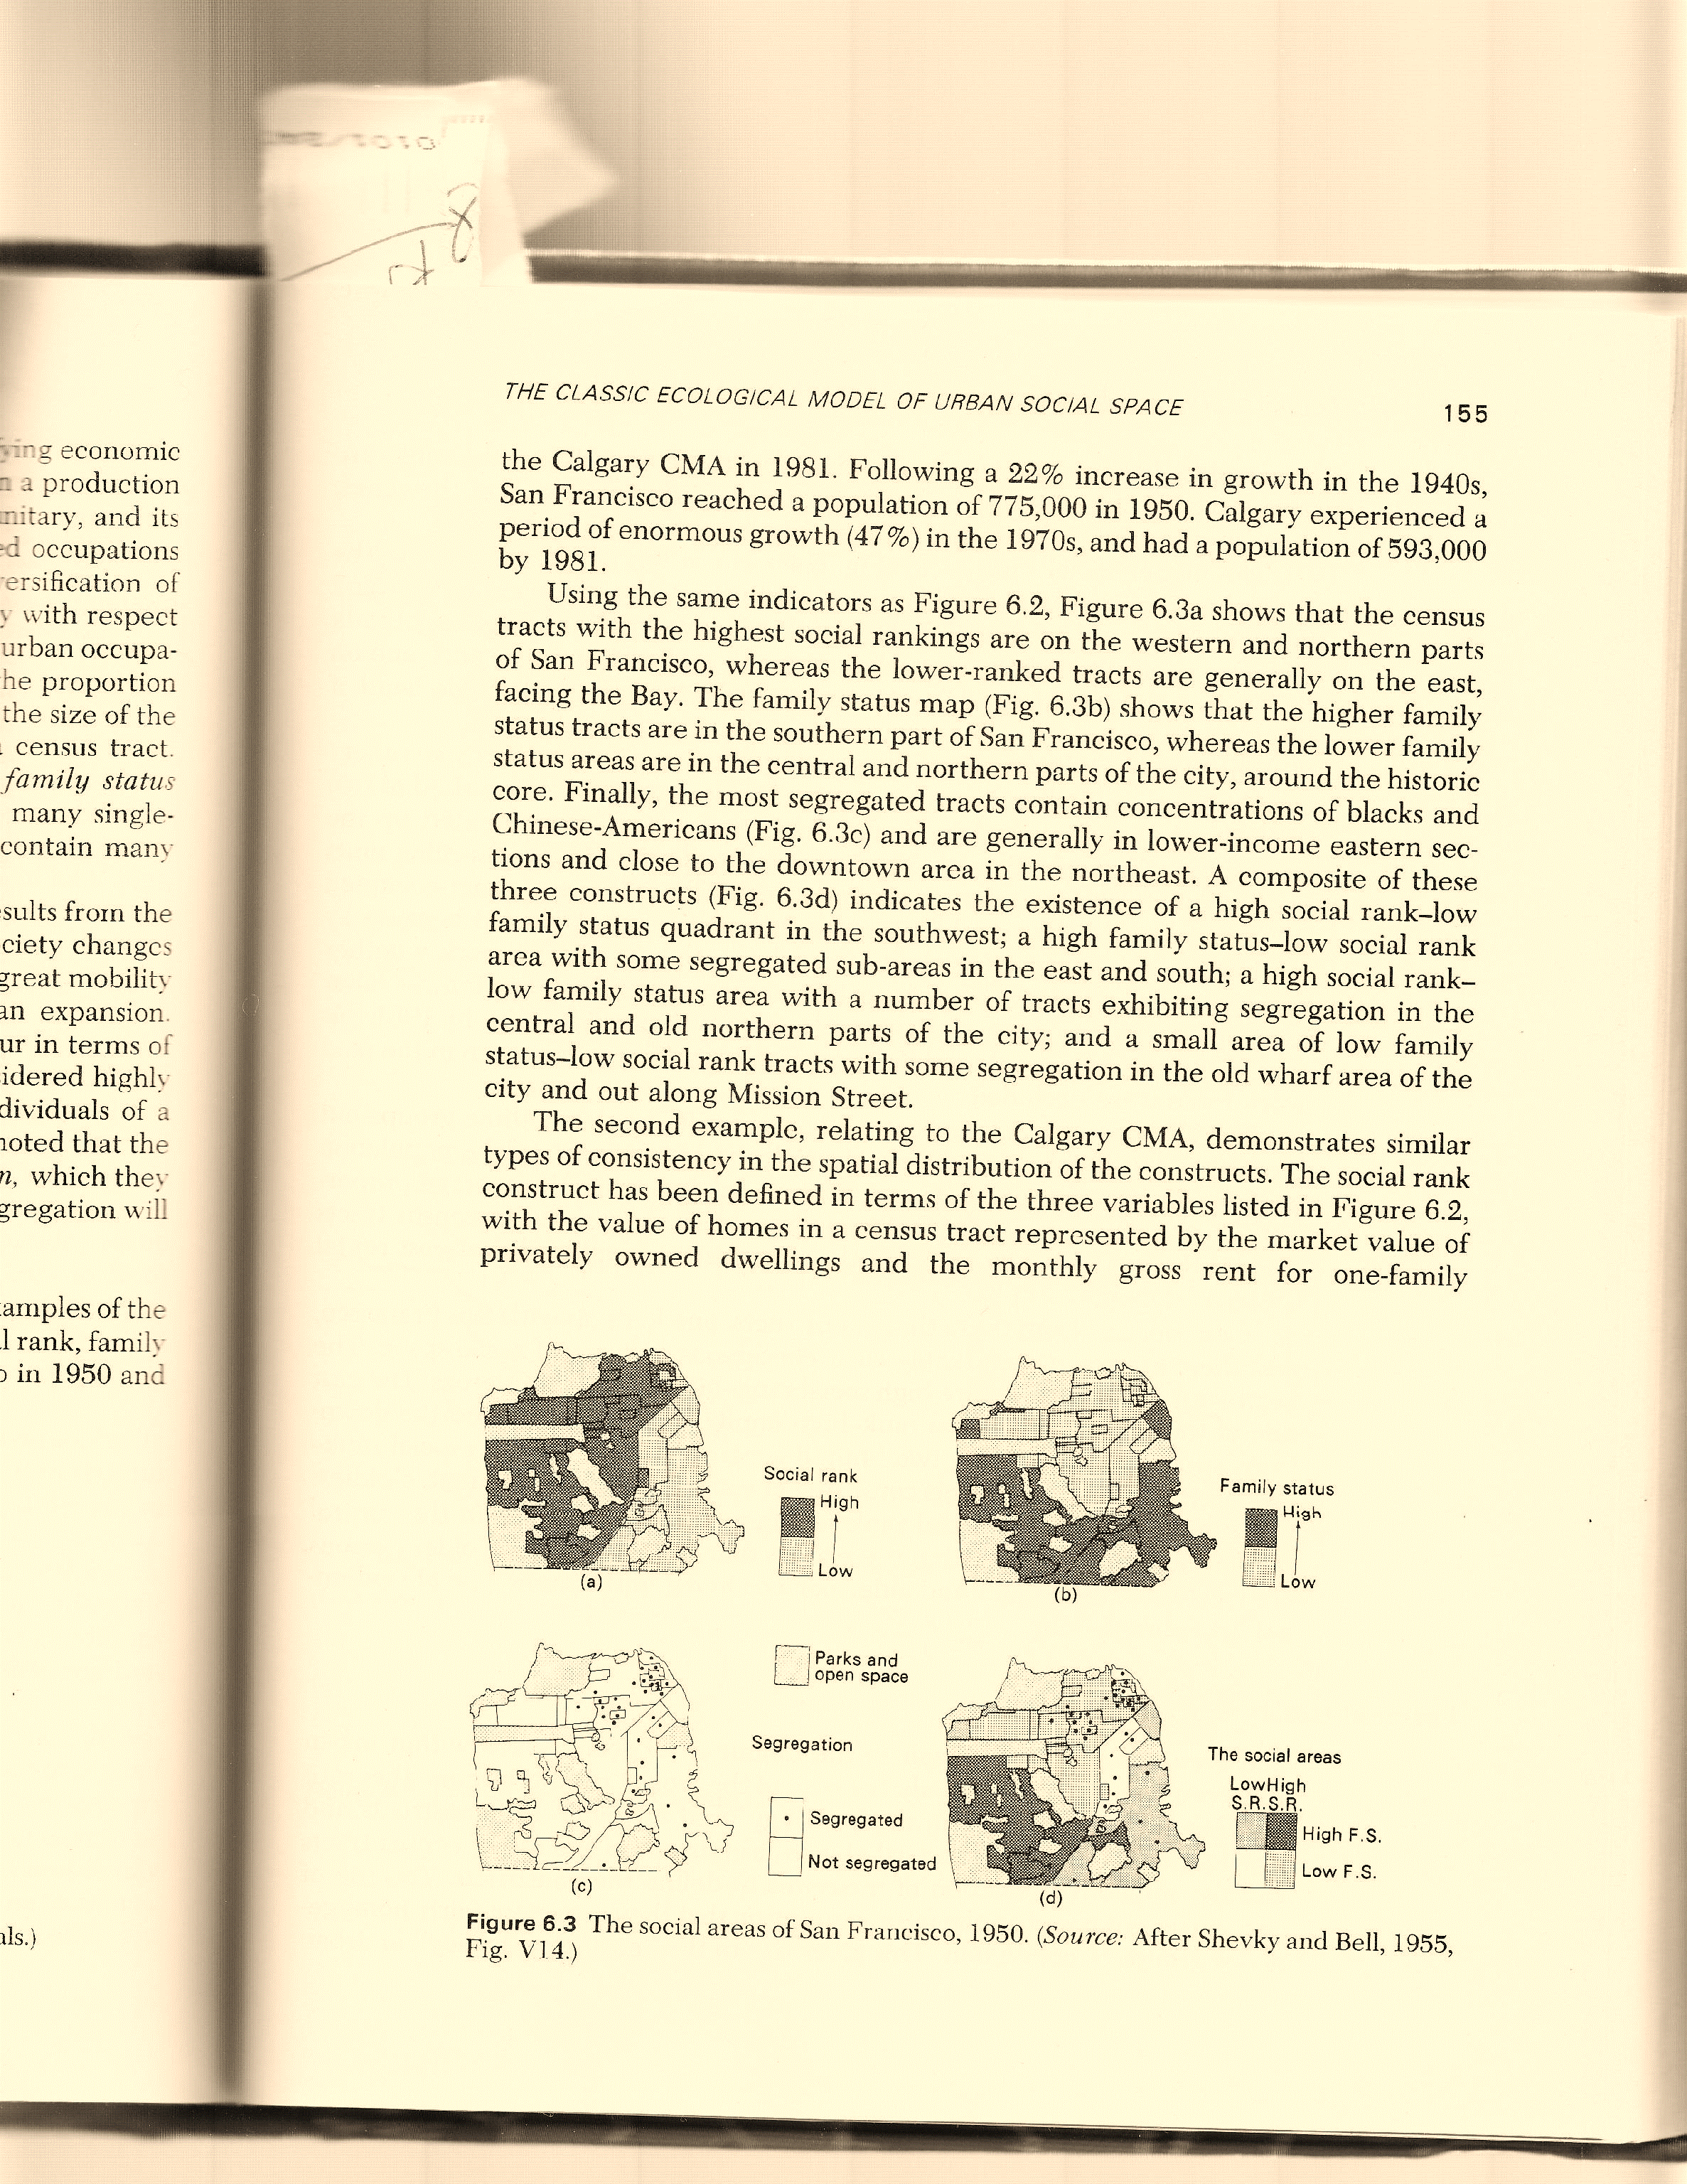 economic
a production
and its
occupations
ersification of
with respect
urban occupa-
he proportion
the size of the
census tract.
family status
many single-
contain many
sults from the
ciety changes
great mobility
an expansion.
ur in terms of
idered highly
dividuals of a
noted that the
which they
gregation will
amples of the
rank, family
in 1950 and
als.)
THE CLASSIC ECOLOGICAL MODEL OF URBAN SOCIAL SPACE
155
the Calgary CMA in 1981. Following a 22% increase in growth in the 1940s,
San Francisco reached a population of 775,000 in 1950. Calgary experienced a
period of enormous growth (47%) in the 1970s, and had a population of 593,000
by 1981.
Using the same indicators as Figure 6.2, Figure 6.3a shows that the census
tracts with the highest social rankings are on the western and northern parts
of San Francisco, whereas the lower-ranked tracts are generally on the east,
facing the Bay. The family status map (Fig. 6.3b) shows that the higher family
status tracts are in the southern part of San Francisco, whereas the lower family
status areas are in the central and northern parts of the city, around the historic
core. Finally, the most segregated tracts contain concentrations of blacks and
Chinese-Americans (Fig. 6.3c) and are generally in lower-income eastern sec-
tions and close to the downtown area in the northeast. A composite of these
three constructs (Fig. 6.3d) indicates the existence of a high social rank–low
family status quadrant in the southwest; a high family status–low social rank
area with some segregated sub-areas in the east and south; a high social rank–
low family status area with a number of tracts exhibiting segregation in the
central and old northern parts of the city; and a small area of low family
status–low social rank tracts with some segregation in the old wharf area of the
city and out along Mission Street.
The second example, relating to the Calgary CMA, demonstrates similar
types of consistency in the spatial distribution of the constructs. The social rank
construct has been defined in terms of the three variables listed in Figure 6.2,
with the value of homes in a census tract represented by the market value of
privately owned dwellings and the monthly gross rent for one-family
Social rank
High
Low
(a)
Family status
High
Low
(b)
Parks and
open space
Segregation
Segregated
Not segregated
(c)
The social areas
Low High
S.R. S.R.
High F.S.
Low F.S.
(d)
Figure 6.3 The social areas of San Francisco, 1950. (Source: After Shevky and Bell, 1955,
Fig. V14.)